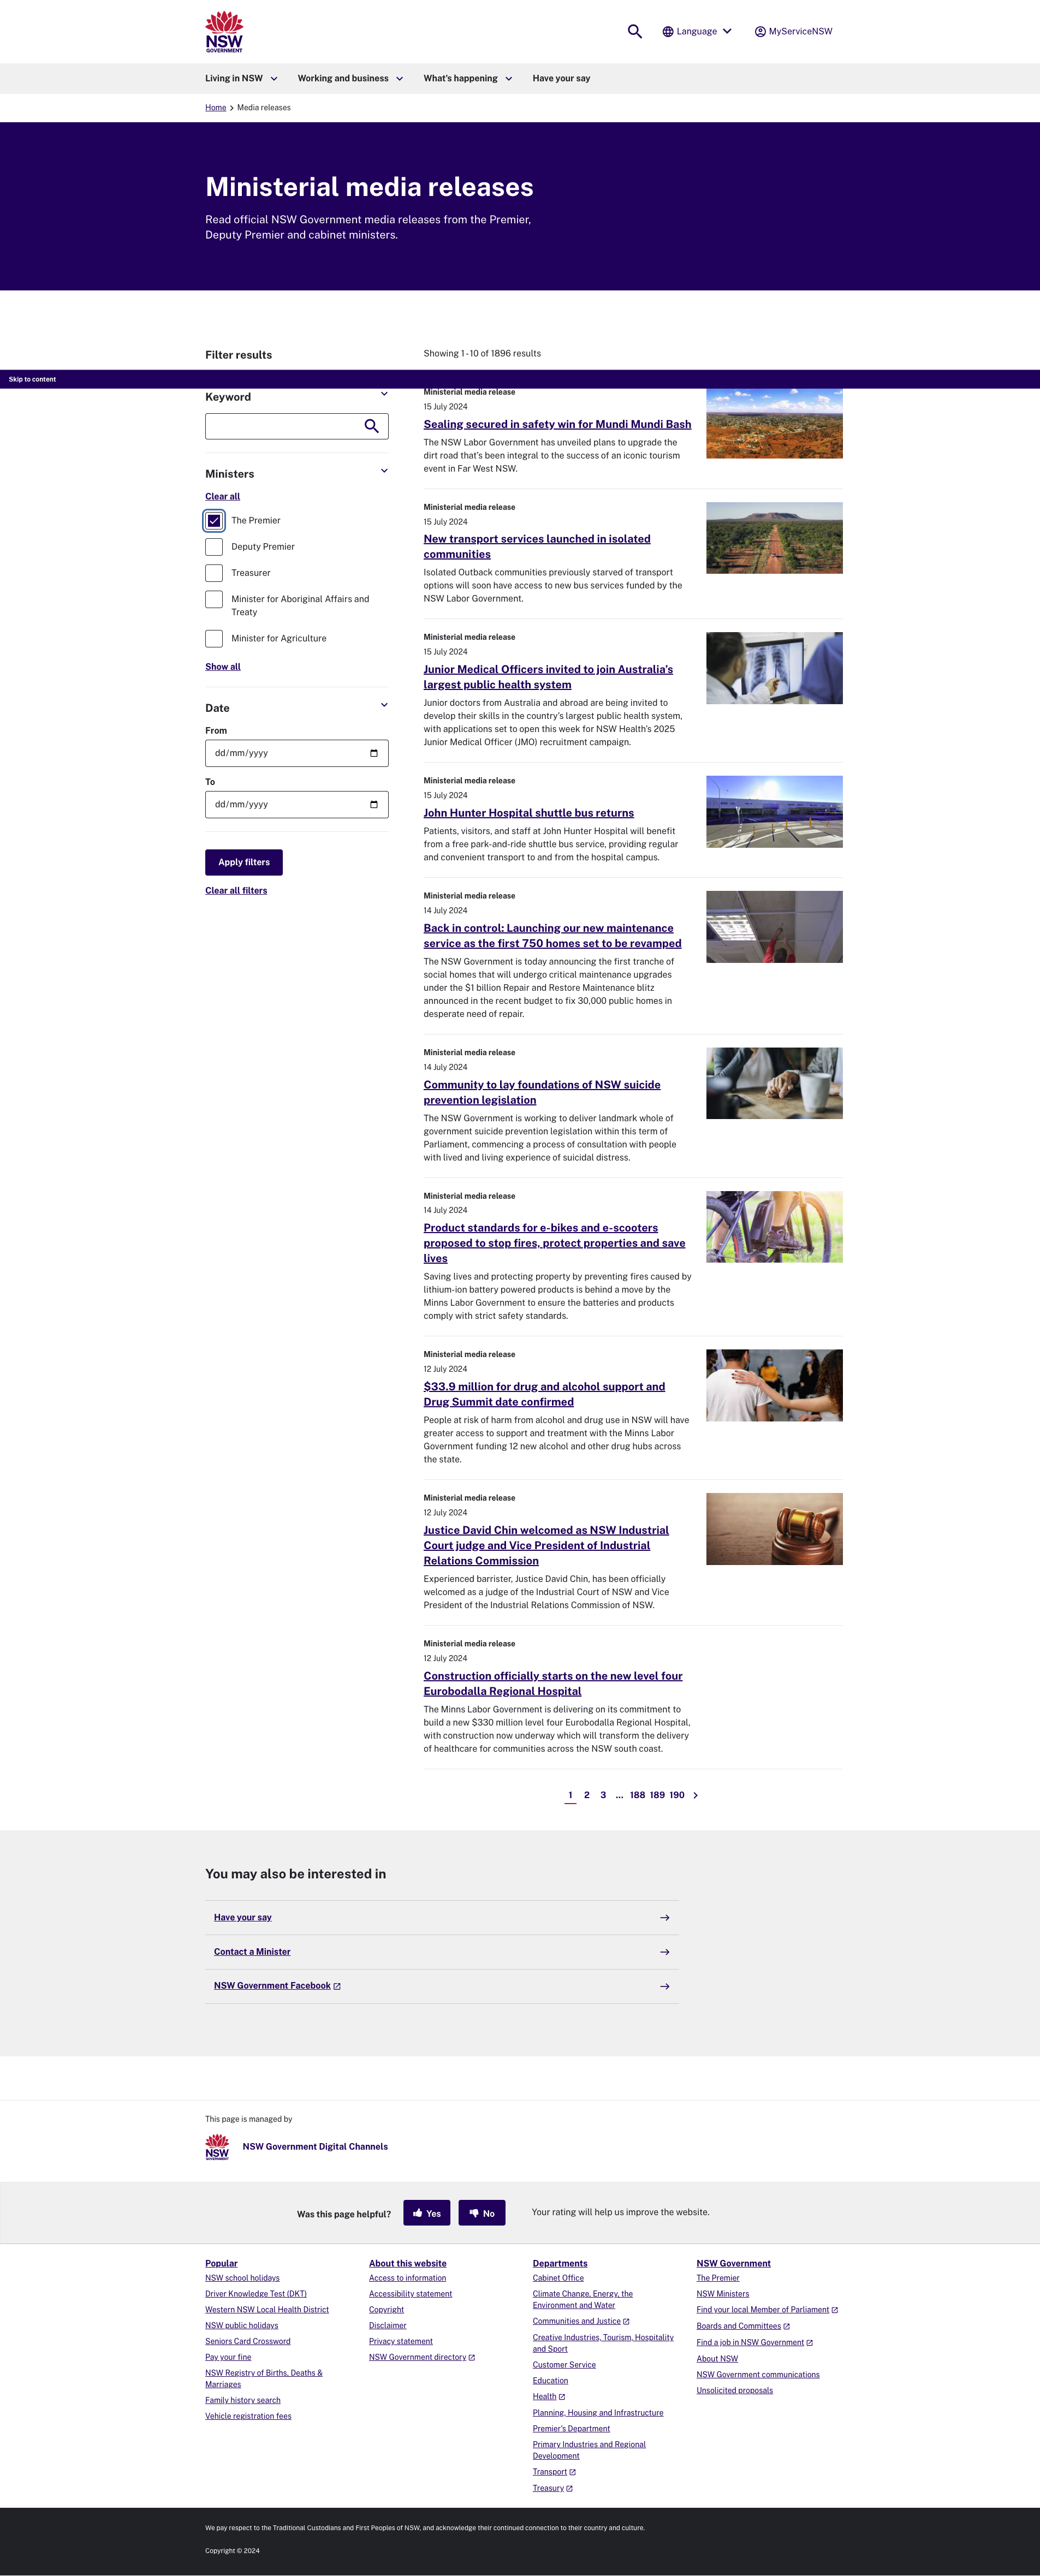 NSW
GOVERNMENT
Language
MyServiceNSW
Living in NSW
Working and business
What's happening
Have your say
Home
Media releases
Ministerial media releases
Read official NSW Government media releases from the Premier,
Deputy Premier and cabinet ministers.
Filter results
Showing 1 - 10 of 1896 results
Skip to content
Keyword
Ministers
Clear all
The Premier
Deputy Premier
Treasurer
Minister for Aboriginal Affairs and
Treaty
Minister for Agriculture
Show all
Date
From
dd/mm/yyyy
To
dd/mm/yyyy
Apply filters
Clear all filters
Ministerial media release
15 July 2024
Sealing secured in safety win for Mundi Mundi Bash
The NSW Labor Government has unveiled plans to upgrade the
dirt road that's been integral to the success of an iconic tourism
event in Far West NSW.
Ministerial media release
15 July 2024
New transport services launched in isolated
communities
Isolated Outback communities previously starved of transport
options will soon have access to new bus services funded by the
NSW Labor Government.
Ministerial media release
15 July 2024
Junior Medical Officers invited to join Australia's
largest public health system
Junior doctors from Australia and abroad are being invited to
develop their skills in the country's largest public health system,
with applications set to open this week for NSW Health's 2025
Junior Medical Officer (JMO) recruitment campaign.
Ministerial media release
15 July 2024
John Hunter Hospital shuttle bus returns
Patients, visitors, and staff at John Hunter Hospital will benefit
from a free park-and-ride shuttle bus service, providing regular
and convenient transport to and from the hospital campus.
Ministerial media release
14 July 2024
Back in control: Launching our new maintenance
service as the first 750 homes set to be revamped
The NSW Government is today announcing the first tranche of
social homes that will undergo critical maintenance upgrades
under the $1 billion Repair and Restore Maintenance blitz
announced in the recent budget to fix 30,000 public homes in
desperate need of repair.
Ministerial media release
14 July 2024
Community to lay foundations of NSW suicide
prevention legislation
The NSW Government is working to deliver landmark whole of
government suicide prevention legislation within this term of
Parliament, commencing a process of consultation with people
with lived and living experience of suicidal distress.
Ministerial media release
14 July 2024
Product standards for e-bikes and e-scooters
proposed to stop fires, protect properties and save
lives
Saving lives and protecting property by preventing fires caused by
lithium-ion battery powered products is behind a move by the
Minns Labor Government to ensure the batteries and products
comply with strict safety standards.
Ministerial media release
12 July 2024
$33.9 million for drug and alcohol support and
Drug Summit date confirmed
People at risk of harm from alcohol and drug use in NSW will have
greater access to support and treatment with the Minns Labor
Government funding 12 new alcohol and other drug hubs across
the state.
Ministerial media release
12 July 2024
Justice David Chin welcomed as NSW Industrial
Court judge and Vice President of Industrial
Relations Commission
Experienced barrister, Justice David Chin, has been officially
welcomed as a judge of the Industrial Court of NSW and Vice
President of the Industrial Relations Commission of NSW.
Ministerial media release
12 July 2024
Construction officially starts on the new level four
Eurobodalla Regional Hospital
The Minns Labor Government is delivering on its commitment to
build a new $330 million level four Eurobodalla Regional Hospital,
with construction now underway which will transform the delivery
of healthcare for communities across the NSW south coast.
1 2 3 ... 188 189 190
You may also be interested in
Have your say
Contact a Minister
NSW Government Facebook
This page is managed by
NSW
GOVERNMENT
NSW Government Digital Channels
Was this page helpful?
Yes
No
Your rating will help us improve the website.
Popular
NSW school holidays
Driver Knowledge Test (DKT)
Western NSW Local Health District
NSW public holidays
Seniors Card Crossword
Pay your fine
NSW Registry of Births, Deaths &
Marriages
Family history search
Vehicle registration fees
About this website
Access to information
Accessibility statement
Copyright
Disclaimer
Privacy statement
NSW Government directory
Departments
Cabinet Office
Climate Change, Energy, the
Environment and Water
Communities and Justice
Creative Industries, Tourism, Hospitality
and Sport
Customer Service
Education
Health
Planning, Housing and Infrastructure
Premier's Department
Primary Industries and Regional
Development
Transport
Treasury
NSW Government
The Premier
NSW Ministers
Find your local Member of Parliament
Boards and Committees
Find a job in NSW Government
About NSW
NSW Government communications
Unsolicited proposals
We pay respect to the Traditional Custodians and First Peoples of NSW, and acknowledge their continued connection to their country and culture.
Copyright © 2024